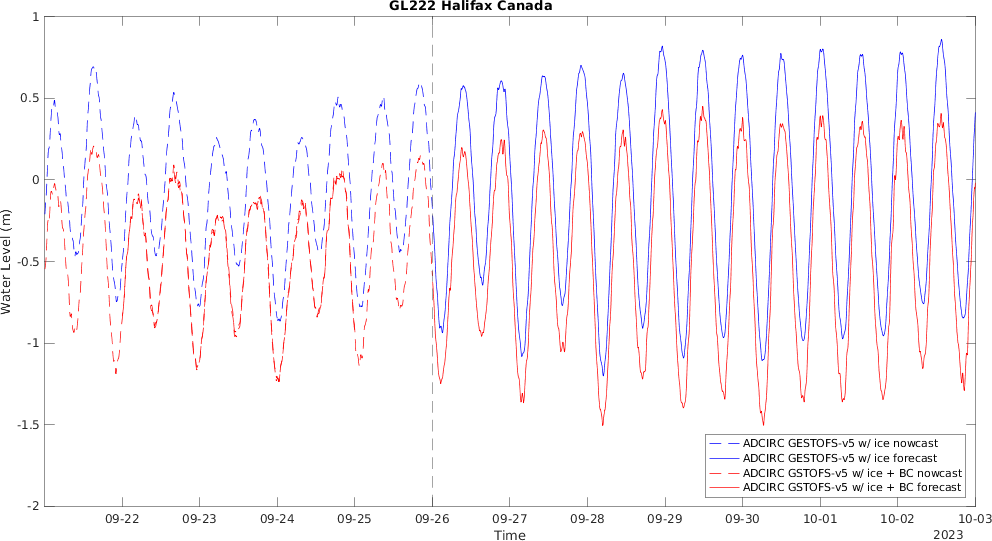 GL222 Halifax Canada
1
0.5
0
-0.5
-1
-1.5
-2
Water Level (m)
ADCIRC GESTOFS-v5 w/ ice nowcast
ADCIRC GESTOFS-v5 w/ ice forecast
ADCIRC GSTOFS-v5 w/ ice + BC nowcast
ADCIRC GSTOFS-v5 w/ ice + BC forecast
09-22 09-23 09-24 09-25 09-26 09-27 09-28 09-29 09-30 10-01 10-02 10-03
Time
2023